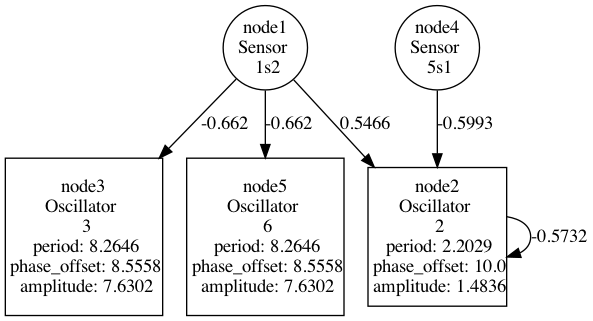 node1
Sensor
1s2
node4
Sensor
5s1
-0.662
-0.662
0.5466
-0.5993
node3
Oscillator
3
period: 8.2646
phase_offset: 8.5558
amplitude: 7.6302
node5
Oscillator
6
period: 8.2646
phase_offset: 8.5558
amplitude: 7.6302
node2
Oscillator
2
period: 2.2029
phase_offset: 10.0
amplitude: 1.4836
-0.5732